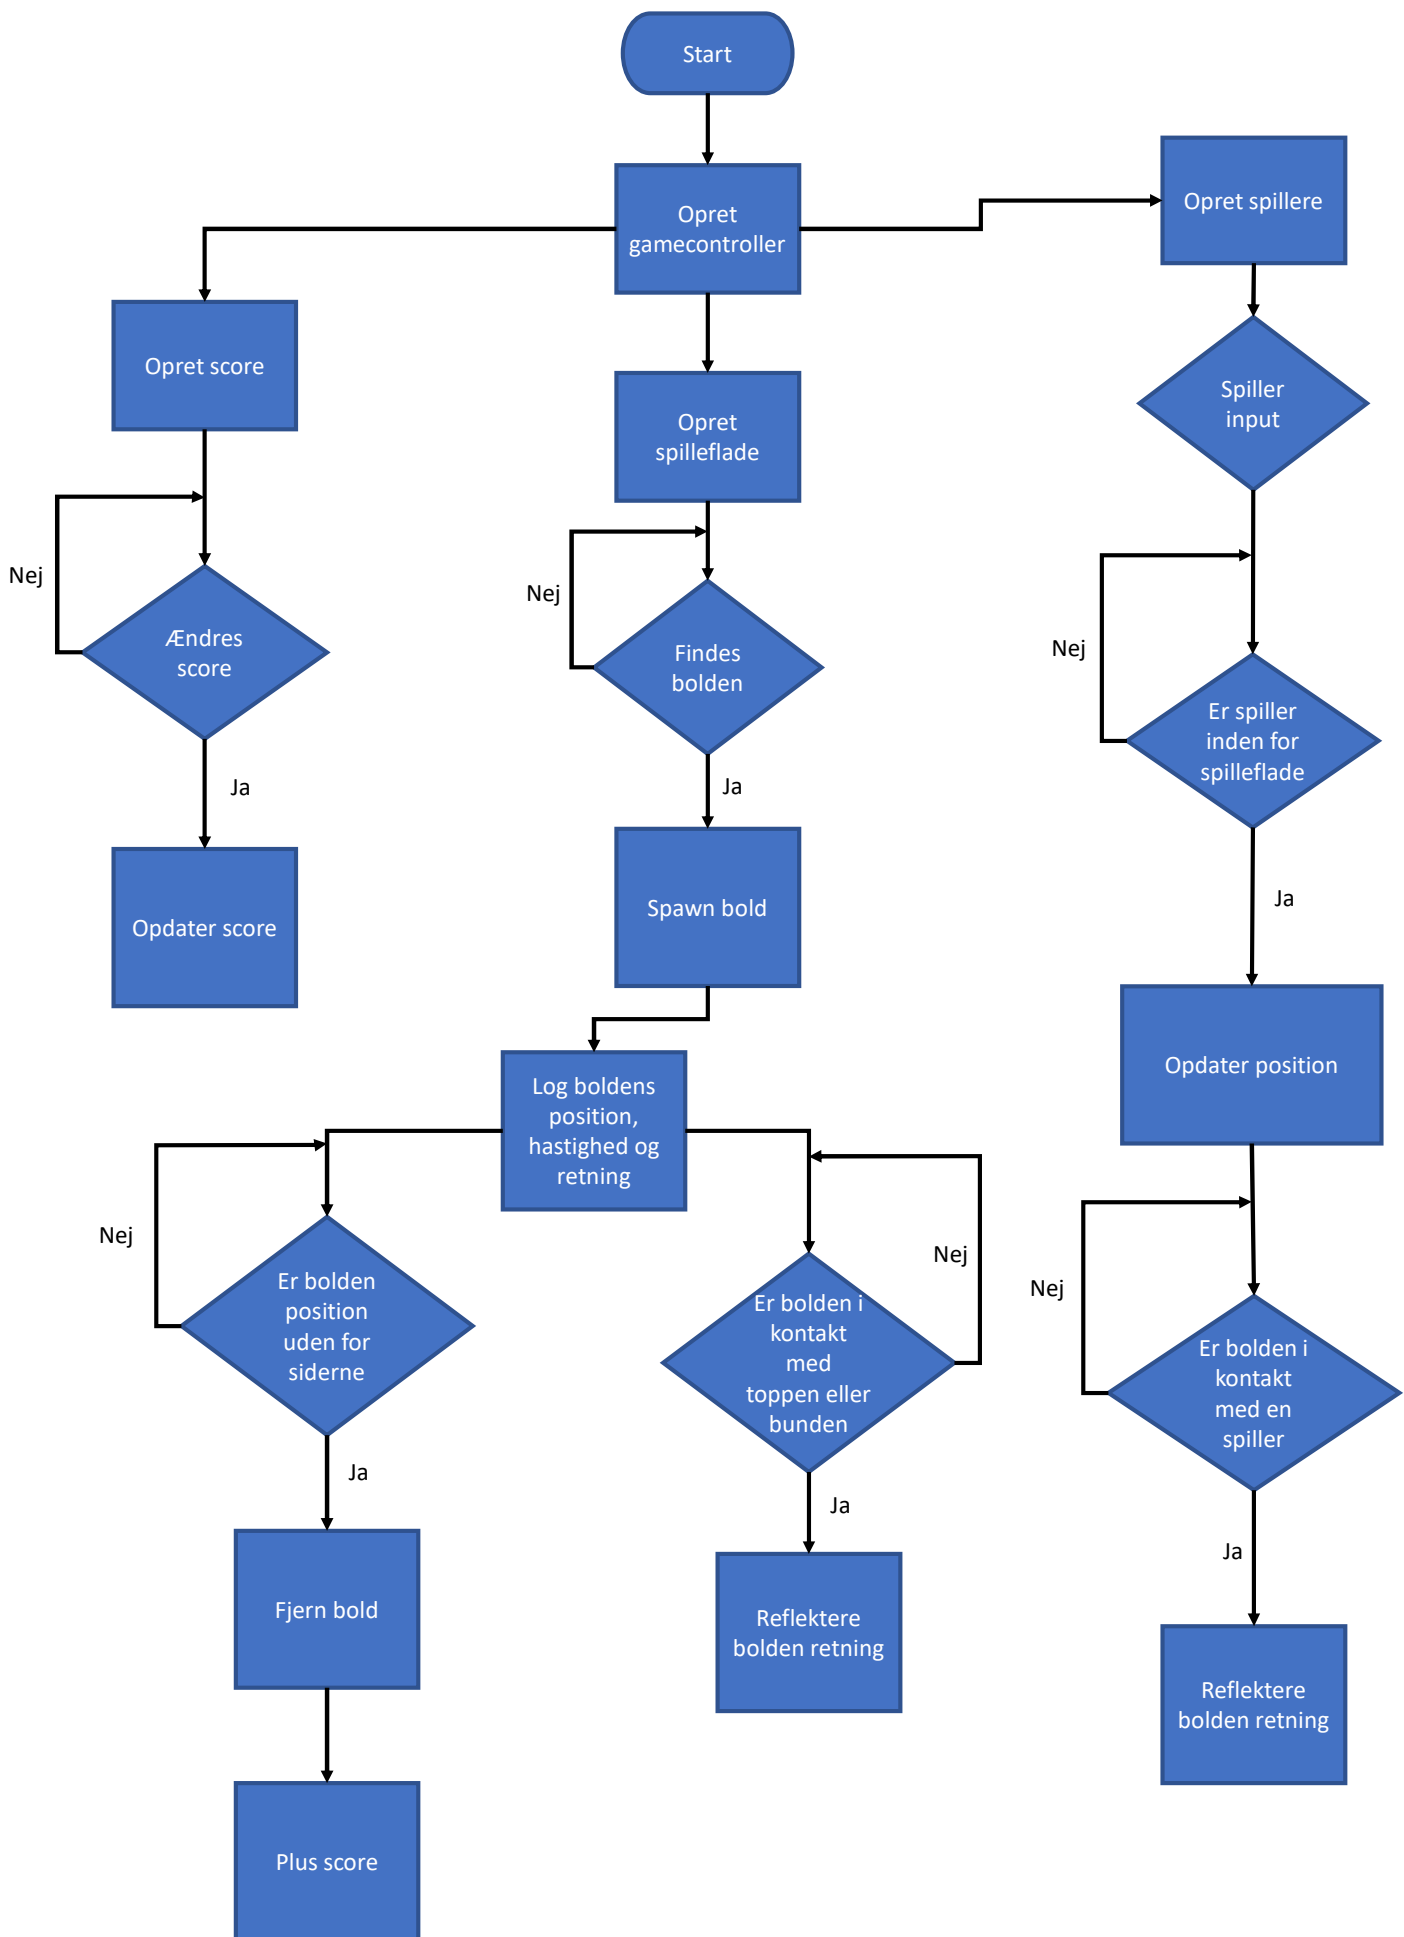 Start
Opret
gamecontroller
Opret spillere
Opret score
Opret
spilleflade
Spiller
input
Nej
Ændres
score
Ja
Opdater score
Nej
Findes
bolden
Ja
Spawn bold
Nej
Er spiller
inden for
spilleflade
Ja
Opdater position
Log boldens
position,
hastighed og
retning
Nej
Er bolden
position
uden for
siderne
Ja
Fjern bold
Plus score
Nej
Er bolden i
kontakt
med
toppen eller
bunden
Ja
Reflektere
bolden retning
Nej
Er bolden i
kontakt
med en
spiller
Ja
Reflektere
bolden retning